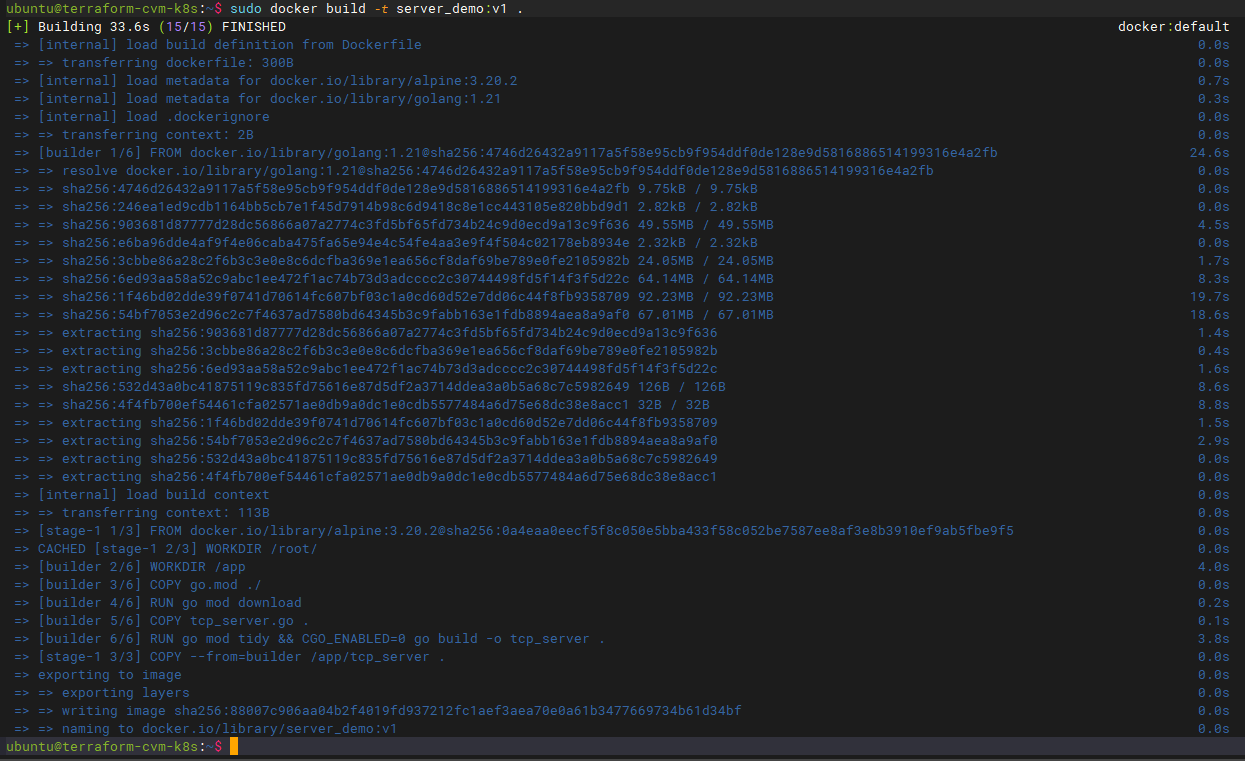 ubuntu@terraform-cvm-k8s:~$ sudo docker build -t server_demo:v1 .
[+] Building 33.6s (15/15) FINISHED docker:default
=> [internal] load build definition from Dockerfile 0.0s
=> => transferring dockerfile: 300B 0.0s
=> [internal] load metadata for docker.io/library/alpine:3.20.2 0.7s
=> [internal] load metadata for docker.io/library/golang:1.21 0.3s
=> [internal] load .dockerignore 0.0s
=> => transferring context: 2B 0.0s
=> [builder 1/6] FROM docker.io/library/golang:1.21@sha256:4746d26432a9117a5f58e95cb9f954ddf0de128e9d5816886514199316e4a2fb 24.6s
=> => resolve docker.io/library/golang:1.21@sha256:4746d26432a9117a5f58e95cb9f954ddf0de128e9d5816886514199316e4a2fb 0.0s
=> => sha256:4746d26432a9117a5f58e95cb9f954ddf0de128e9d5816886514199316e4a2fb 9.75kB / 9.75kB 0.0s
=> => sha256:246ea1ed9cdb1164bb5cb7e1f45d7914b98c6d9418c8e1cc443105e820bbd9d1 2.82kB / 2.82kB 0.0s
=> => sha256:903681d87777d28dc56866a07a2774c3fd5bf65fd734b24c9d0ecd9a13c9f636 49.55MB / 49.55MB 4.5s
=> => sha256:e6ba96dde4af9f4e06caba475fa65e94e4c54fe4aa3e9f4f504c02178eb8934e 2.32kB / 2.32kB 0.0s
=> => sha256:3cbbe86a28c2f6b3c3e0e8c6dcfba369e1ea656cf8daf69be789e0fe2105982b 24.05MB / 24.05MB 1.7s
=> => sha256:6ed93aa58a52c9abc1ee472f1ac74b73d3adcccc2c30744498fd5f14f3f5d22c 64.14MB / 64.14MB 8.3s
=> => sha256:1f46bd02dde39f0741d70614fc607bf03c1a0cd60d52e7dd06c44f8fb9358709 92.23MB / 92.23MB 19.7s
=> => sha256:54bf7053e2d96c2c7f4637ad7580bd64345b3c9fabb163e1fdb8894aea8a9af0 67.01MB / 67.01MB 18.6s
=> => extracting sha256:903681d87777d28dc56866a07a2774c3fd5bf65fd734b24c9d0ecd9a13c9f636 1.4s
=> => extracting sha256:3cbbe86a28c2f6b3c3e0e8c6dcfba369e1ea656cf8daf69be789e0fe2105982b 0.4s
=> => extracting sha256:6ed93aa58a52c9abc1ee472f1ac74b73d3adcccc2c30744498fd5f14f3f5d22c 1.6s
=> => sha256:532d43a0bc41875119c835fd75616e87d5df2a3714ddea3a0b5a68c7c5982649 126B / 126B 8.6s
=> => sha256:4f4fb700ef54461cfa02571ae0db9a0dc1e0cdb5577484a6d75e68dc38e8acc1 32B / 32B 8.8s
=> => extracting sha256:1f46bd02dde39f0741d70614fc607bf03c1a0cd60d52e7dd06c44f8fb9358709 1.5s
=> => extracting sha256:54bf7053e2d96c2c7f4637ad7580bd64345b3c9fabb163e1fdb8894aea8a9af0 2.9s
=> => extracting sha256:532d43a0bc41875119c835fd75616e87d5df2a3714ddea3a0b5a68c7c5982649 0.0s
=> => extracting sha256:4f4fb700ef54461cfa02571ae0db9a0dc1e0cdb5577484a6d75e68dc38e8acc1 0.0s
=> [internal] load build context 0.0s
=> => transferring context: 113B 0.0s
=> [stage-1 1/3] FROM docker.io/library/alpine:3.20.2@sha256:0a4eaa0eecf5f8c050e5bba433f58c052be7587ee8af3e8b3910ef9ab5fbe9f5 0.0s
=> CACHED [stage-1 2/3] WORKDIR /root/ 0.0s
=> [builder 2/6] WORKDIR /app 4.0s
=> [builder 3/6] COPY go.mod ./ 0.0s
=> [builder 4/6] RUN go mod download 0.2s
=> [builder 5/6] COPY tcp_server.go . 0.1s
=> [builder 6/6] RUN go mod tidy && CGO_ENABLED=0 go build -o tcp_server . 3.8s
=> [stage-1 3/3] COPY --from=builder /app/tcp_server . 0.0s
=> exporting to image 0.0s
=> => exporting layers 0.0s
=> => writing image sha256:88007c906aa04b2f4019fd937212fc1aef3aea70e0a61b3477669734b61d34bf 0.0s
=> => naming to docker.io/library/server_demo:v1 0.0s
ubuntu@terraform-cvm-k8s:~$